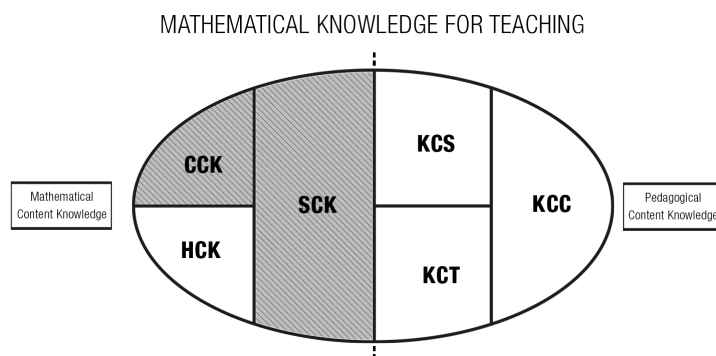 MATHEMATICAL KNOWLEDGE FOR TEACHING
CCK
HCK
SCK
KCS
KCT
KCC
Mathematical
Content Knowledge
Pedagogical
Content Knowledge